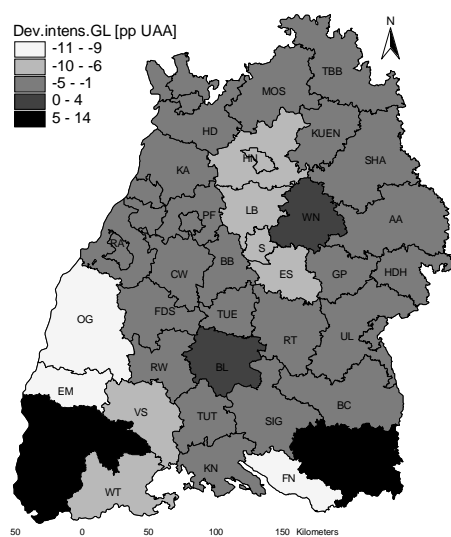 Dev.intens.GL [pp UAA]
-11 - -9
-10 - -6
-5 - -1
0 - 4
5 - 14
N
TBB
MOS
HD
KUEN
HN
SHA
KA
LB
WN
PF
AA
RA
S
BB
CW
ES
GP
HDH
OG
FDS
TUE
RT
UL
RW
BL
EM
VS
TUT
SIG
BC
KN
FN
WT
50 0 50 100 150 Kilometers